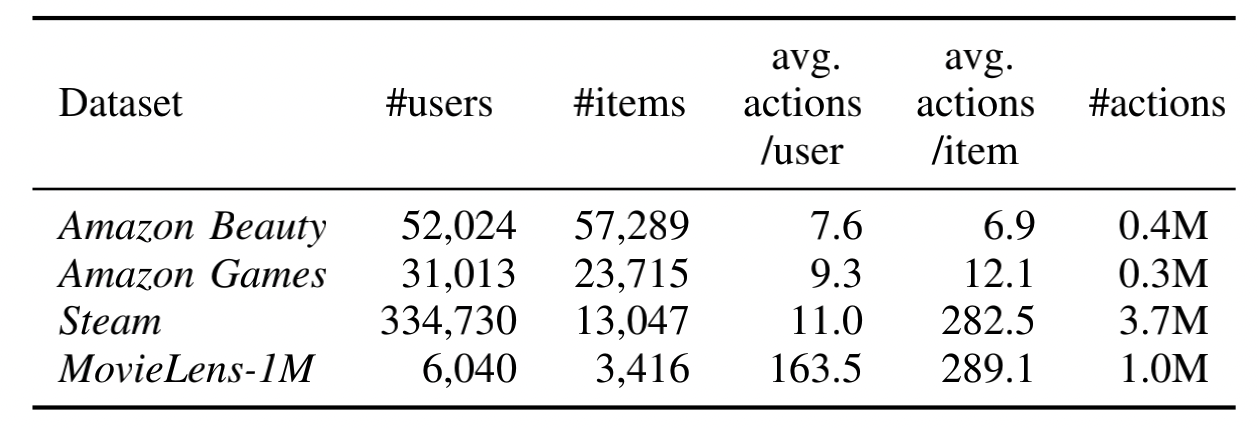 avg. avg.
Dataset #users #items actions actions #actions
/user /item
Amazon Beauty 52,024 57,289 7.6 6.9 0.4M
Amazon Games 31,013 23,715 9.3 12.1 0.3M
Steam 334,730 13,047 11.0 282.5 3.7M
MovieLens-1M 6,040 3,416 163.5 289.1 1.0M